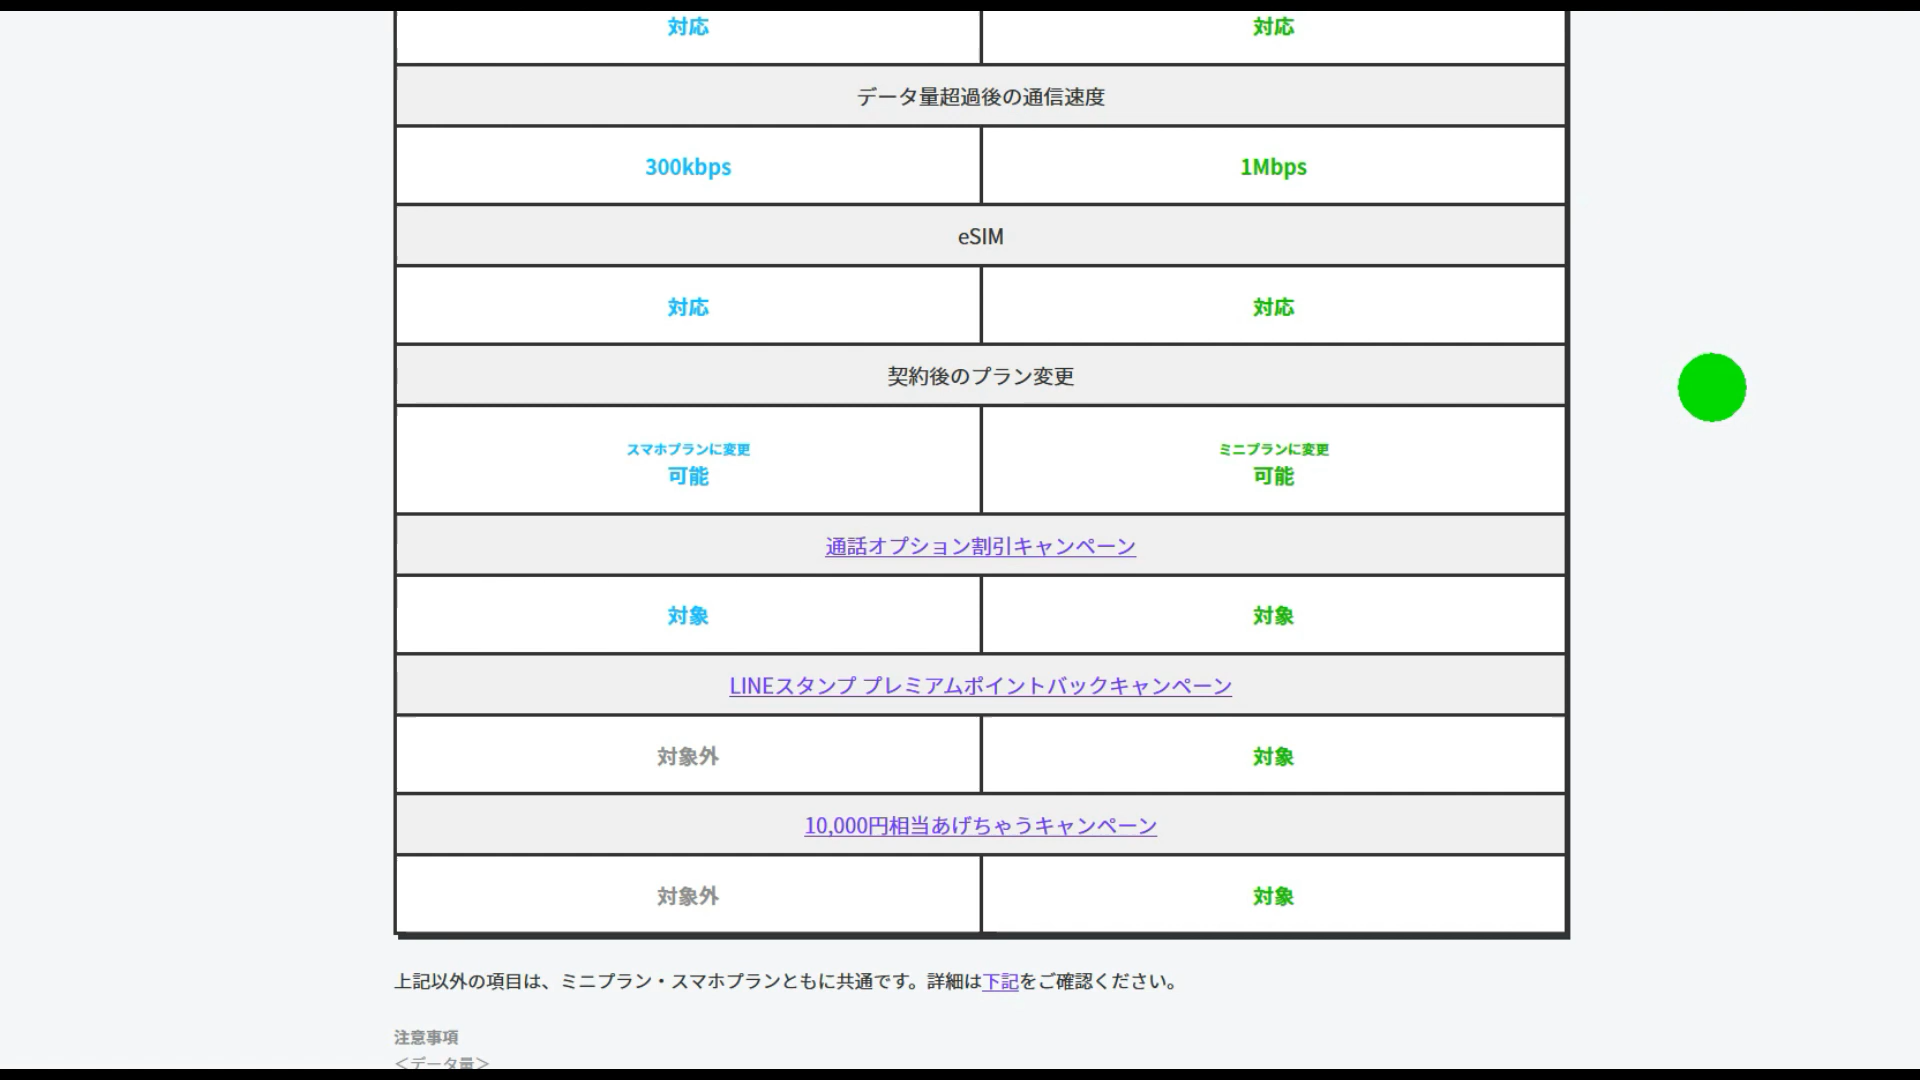 対応 対応
データ量超過後の通信速度
300kbps 1Mbps
eSIM
対応 対応
契約後のプラン変更
スマホプランに変更 ミニプランに変更
可能 可能
通話オプション割引キャンペーン
対象 対象
LINEスタンプ プレミアムポイントバックキャンペーン
対象外 対象
10,000円相当あげちゃうキャンペーン
対象外 対象
上記以外の項目は、ミニプラン・スマホプランともに共通です。詳細は下記をご確認ください。
注意事項
＜データ量＞